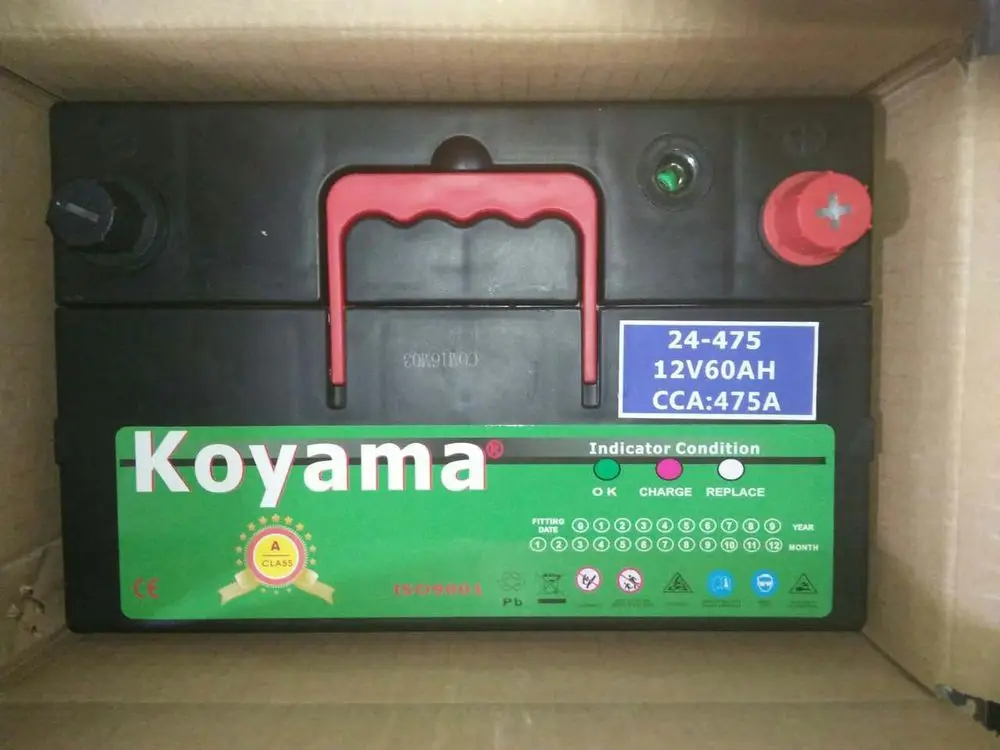 +
COM16M03
24-475
12V60AH
CCA:475A
Koyama®
Indicator Condition
OK CHARGE REPLACE
FITTING DATE 0 1 2 3 4 5 6 7 8 9 YEAR
1 2 3 4 5 6 7 8 9 10 11 12 MONTH
A
CLASS
CE ISO9001 Pb